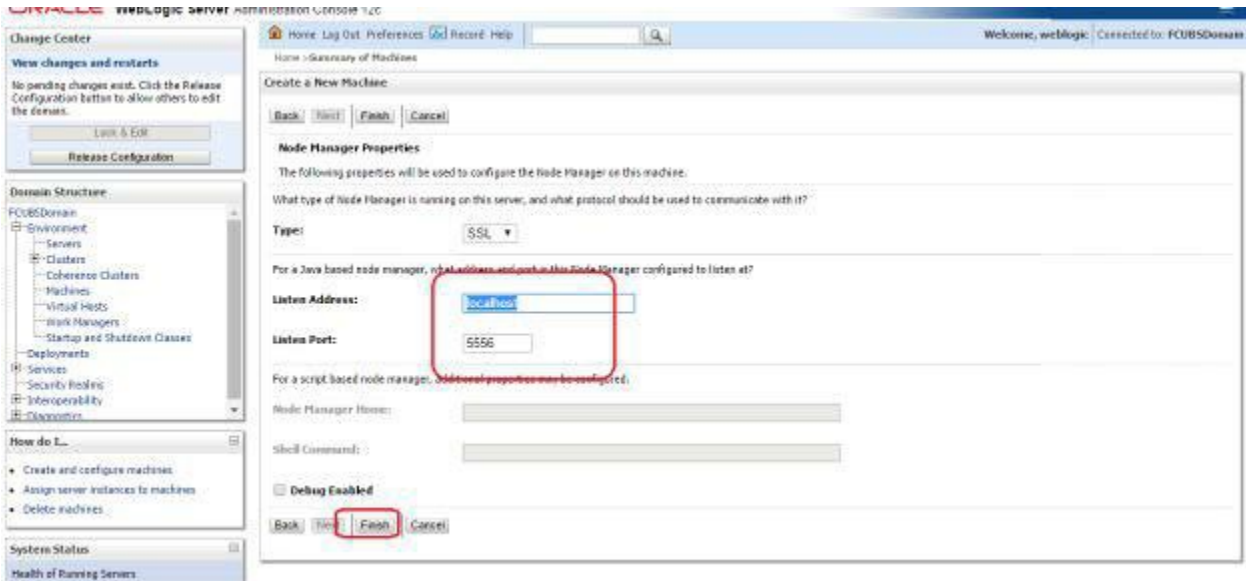 ORACLE WebLogic Server Administration Console 12c
Change Center
View changes and restarts
No pending changes exist. Click the Release
Configuration button to allow others to edit
the domain.
Lock & Edit
Release Configuration
Domain Structure
FCUBSDomain
Environment
Servers
Clusters
Coherence Clusters
Machines
Virtual Hosts
Work Managers
Startup and Shutdown Classes
Deployments
Services
Security Realms
Interoperability
Diagnostics
How do I...
Create and configure machines
Assign server instances to machines
Delete machines
System Status
Health of Running Servers
Home Log Out Preferences Record Help
Welcome, weblogic Connected to: FCUBSDomain
Home >Summary of Machines
Create a New Machine
Back Next Finish Cancel
Node Manager Properties
The following properties will be used to configure the Node Manager on this machine.
What type of Node Manager is running on this server, and what protocol should be used to communicate with it?
Type: SSL
For a Java based node manager, what address and port is this Node Manager configured to listen at?
Listen Address: localhost
Listen Port: 5556
For a script based node manager, additional properties may be configured.
Node Manager Home:
Shell Command:
Debug Enabled
Back Next Finish Cancel